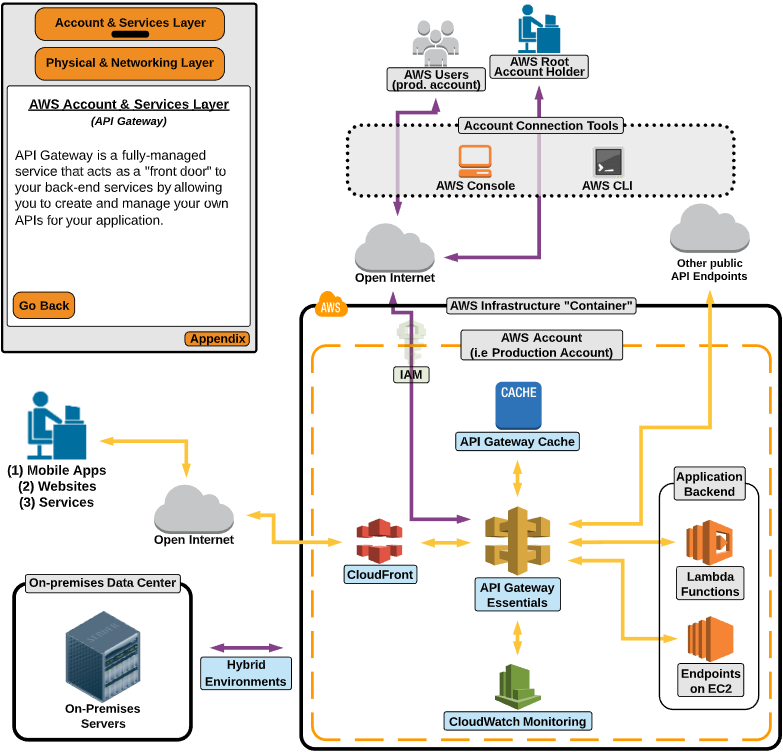 Account & Services Layer
Physical & Networking Layer
AWS Account & Services Layer
(API Gateway)
API Gateway is a fully-managed
service that acts as a "front door" to
your back-end services by allowing
you to create and manage your own
APIs for your application.
Go Back
Appendix
AWS Users
(prod. account)
AWS Root
Account Holder
Account Connection Tools
AWS Console
AWS CLI
Open Internet
Other public
API Endpoints
AWS
AWS Infrastructure "Container"
AWS Account
(i.e Production Account)
IAM
CACHE
API Gateway Cache
(1) Mobile Apps
(2) Websites
(3) Services
Open Internet
CloudFront
API Gateway
Essentials
Application
Backend
Lambda
Functions
Endpoints
on EC2
CloudWatch Monitoring
On-premises Data Center
On-Premises
Servers
Hybrid
Environments